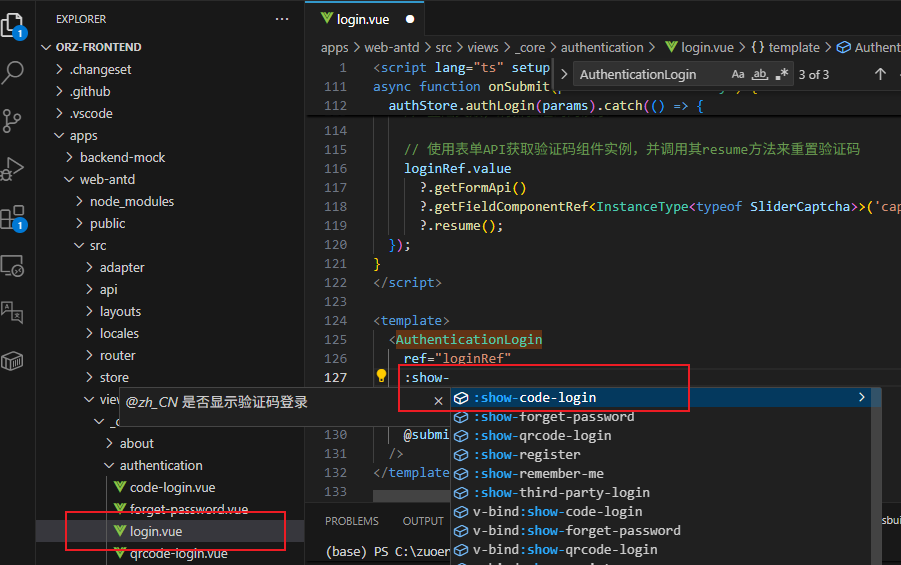 EXPLORER
ORZ-FRONTEND
.changeset
.github
.vscode
apps
backend-mock
web-antd
node_modules
public
src
adapter
api
layouts
locales
router
store
@zh_CN 是否显示验证码登录
about
authentication
code-login.vue
forget-password.vue
login.vue
qrcode-login.vue
1
1
login.vue
apps > web-antd > src > views > _core > authentication > login.vue > {} template >
AuthenticationLogin
Aa ab .*
3 of 3
1 <script lang="ts" setup
111 async function onSubmit(
112 authStore.authLogin(params).catch(() => {
114
115 // 使用表单API获取验证码组件实例，并调用其resume方法来重置验证码
116 loginRef.value
117 ?.getFormApi()
118 ?.getFieldComponentRef<InstanceType<typeof SliderCaptcha>>('cap
119 ?.resume();
120 });
121 }
122 </script>
123
124 <template>
125 <AuthenticationLogin
126 ref="loginRef"
127 :show-
:show-code-login
:show-forget-password
:show-qrcode-login
:show-register
:show-remember-me
:show-third-party-login
v-bind:show-code-login
v-bind:show-forget-password
v-bind:show-qrcode-login
130 @submi
131 />
132 </template
133
PROBLEMS
OUTPUT
(base) PS C:\zuoer